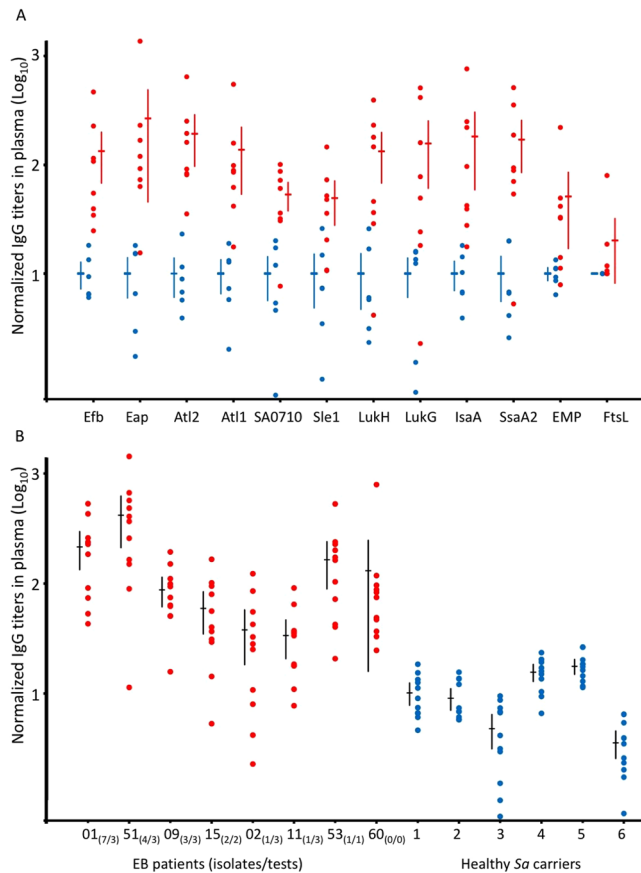 A
Normalized IgG titers in plasma (Log10)
3
2
1
Efb Eap Atl2 Atl1 SA0710 Sle1 LukH LukG IsaA SsaA2 EMP FtsL
B
Normalized IgG titers in plasma (Log10)
3
2
1
01(7/3) 51(4/3) 09(3/3) 15(2/2) 02(1/3) 11(1/3) 53(1/1) 60(0/0) 1 2 3 4 5 6
EB patients (isolates/tests) Healthy Sa carriers